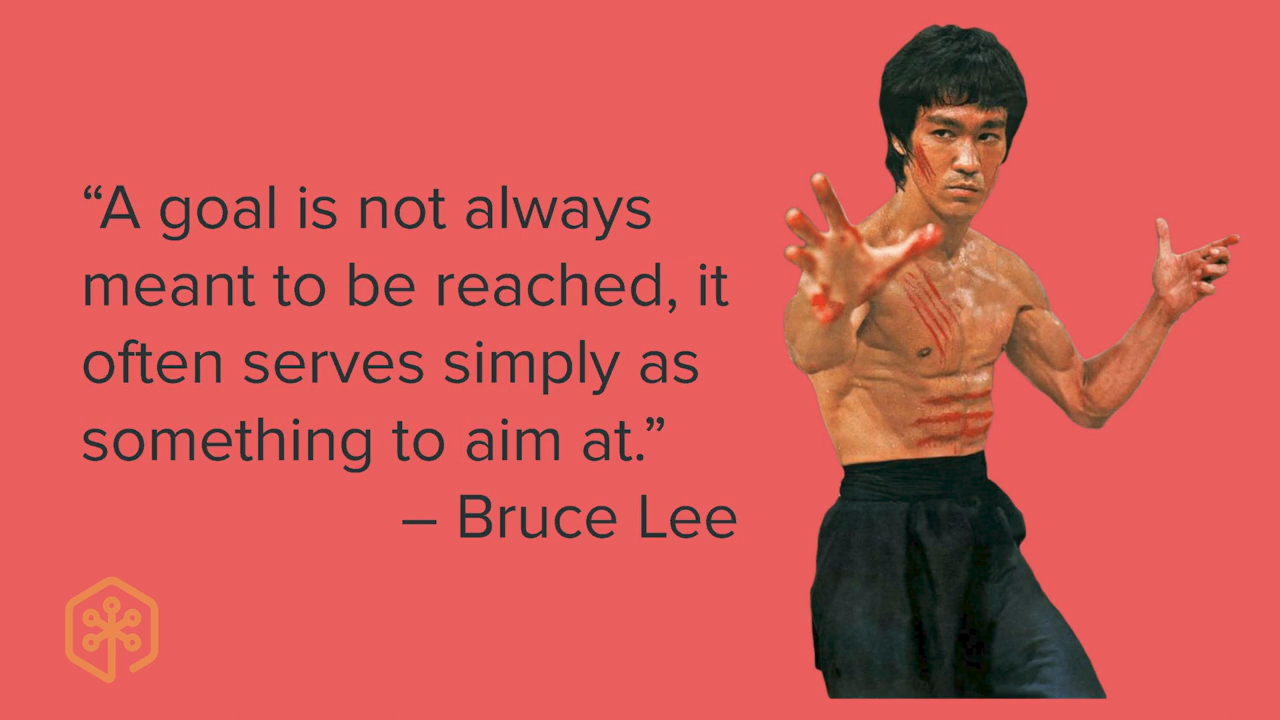 “A goal is not always
meant to be reached, it
often serves simply as
something to aim at.”
– Bruce Lee